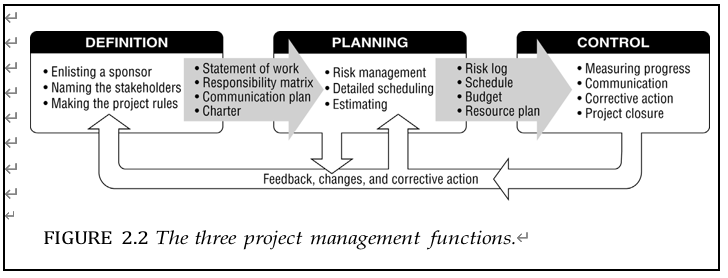 DEFINITION
• Enlisting a sponsor
• Naming the stakeholders
• Making the project rules
• Statement of work
• Responsibility matrix
• Communication plan
• Charter
PLANNING
• Risk management
• Detailed scheduling
• Estimating
• Risk log
• Schedule
• Budget
• Resource plan
CONTROL
• Measuring progress
• Communication
• Corrective action
• Project closure
Feedback, changes, and corrective action
FIGURE 2.2 The three project management functions.